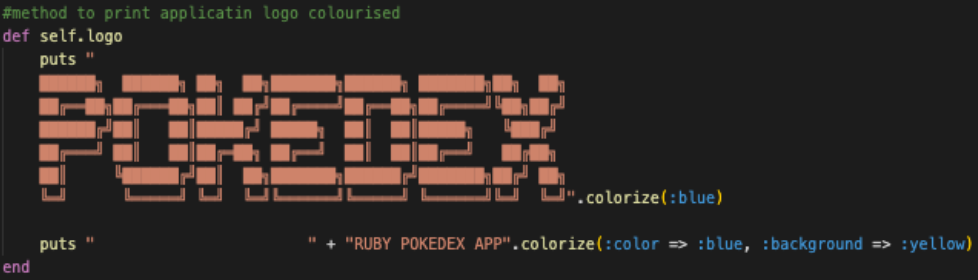 #method to print applicatin logo colourised
def self.logo
    puts "
    ██████╗  ██████╗ ██╗  ██╗███████╗██████╗ ███████╗██╗  ██╗
    ██╔══██╗██╔═══██╗██║ ██╔╝██╔════╝██╔══██╗██╔════╝╚██╗██╔╝
    ██████╔╝██║   ██║█████╔╝ █████╗  ██║  ██║█████╗   ╚███╔╝
    ██╔═══╝ ██║   ██║██╔═██╗ ██╔══╝  ██║  ██║██╔══╝   ██╔██╗
    ██║     ╚██████╔╝██║  ██╗███████╗██████╔╝███████╗██╔╝ ██╗
    ╚═╝      ╚═════╝ ╚═╝  ╚═╝╚══════╝╚═════╝ ╚══════╝╚═╝  ╚═╝".colorize(:blue)
    puts "                    " + "RUBY POKEDEX APP".colorize(:color => :blue, :background => :yellow)
end